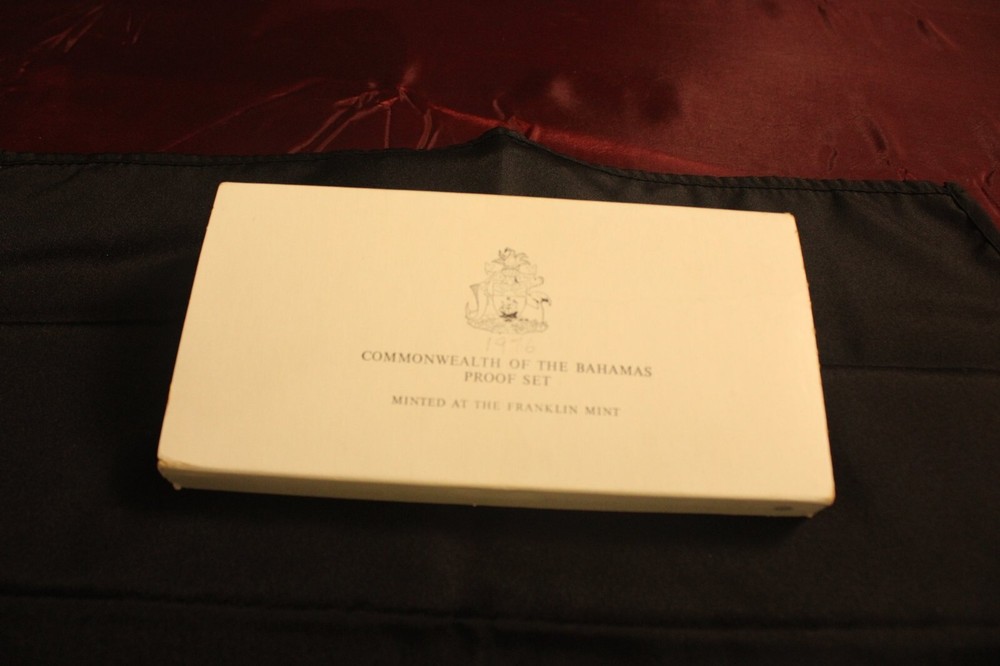 1976
COMMONWEALTH OF THE BAHAMAS
PROOF SET
MINTED AT THE FRANKLIN MINT